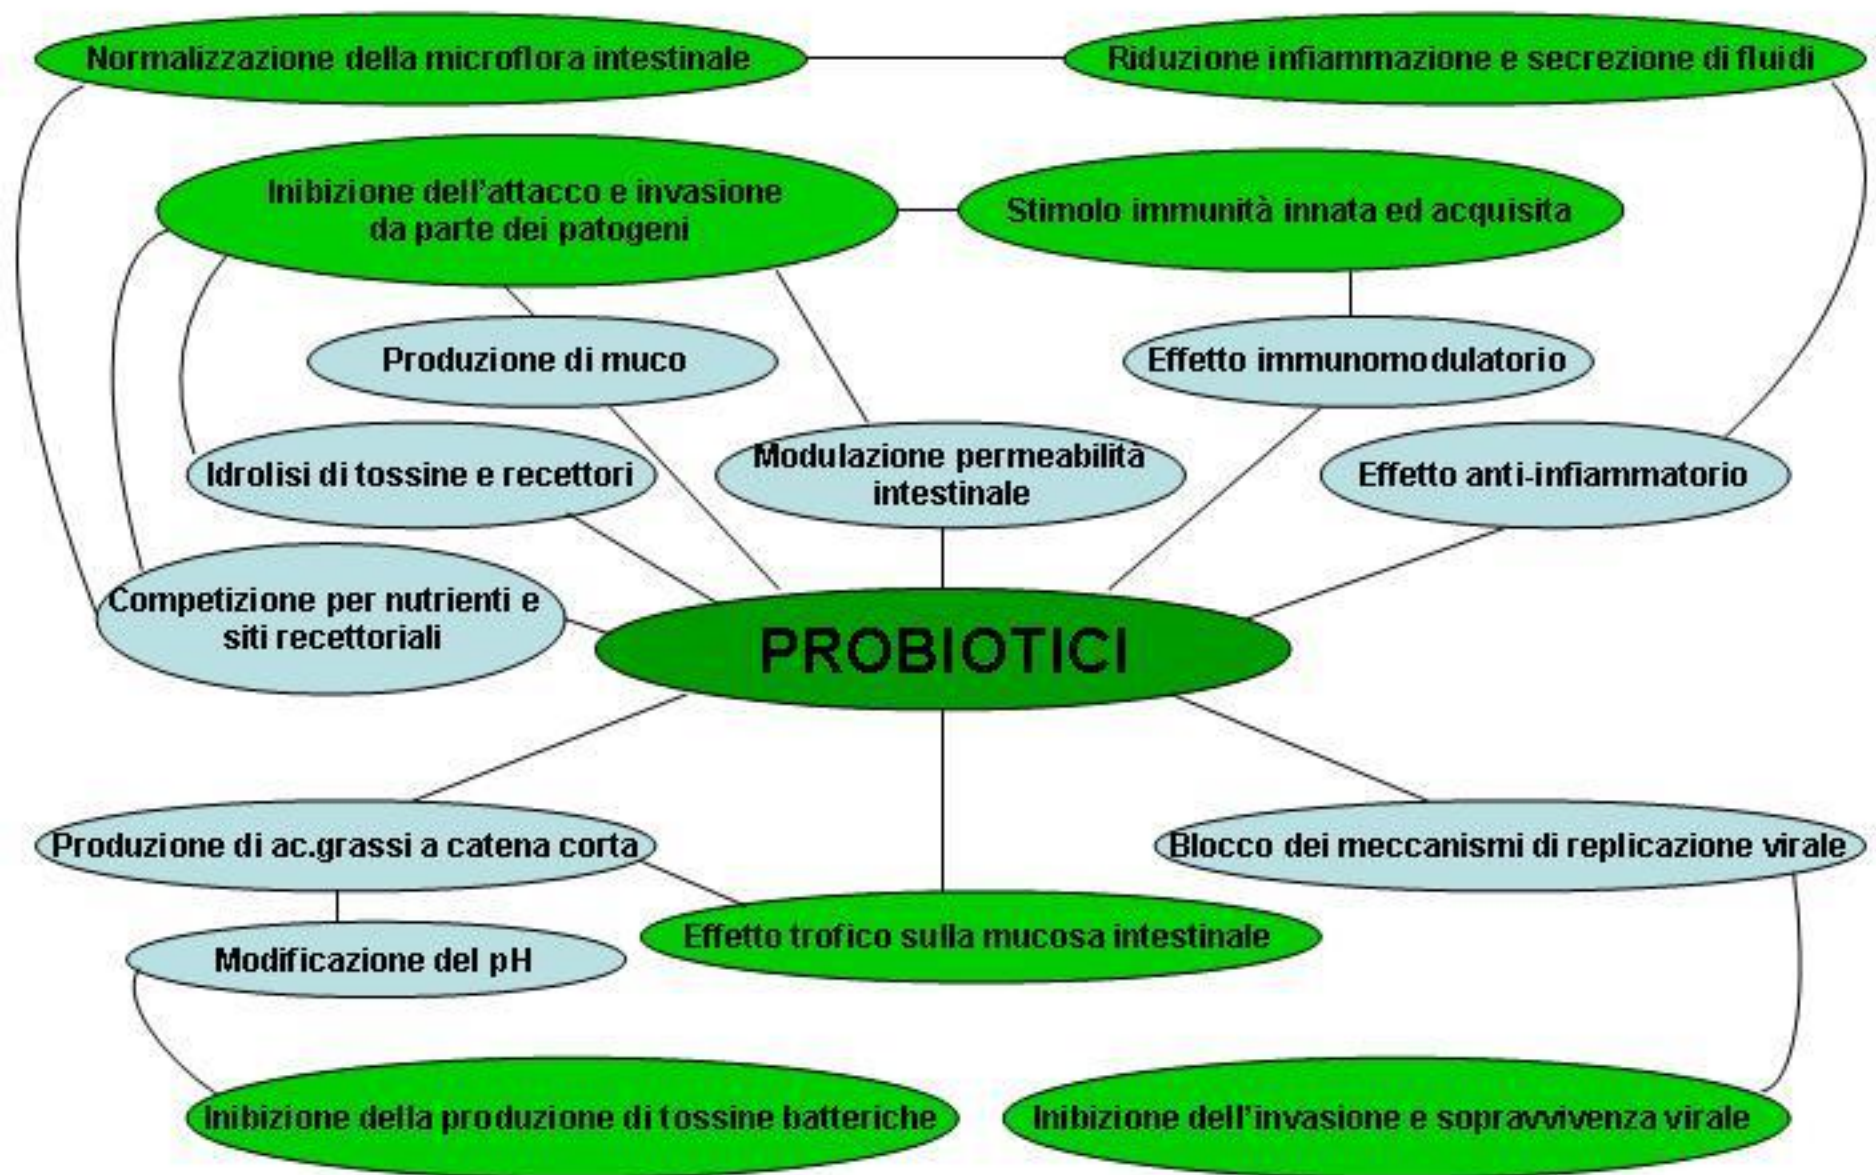 Normalizzazione della microflora intestinale
Riduzione infiammazione e secrezione di fluidi
Inibizione dell'attacco e invasione
da parte dei patogeni
Stimolo immunità innata ed acquisita
Produzione di muco
Effetto immunomodulatorio
Idrolisi di tossine e recettori
Modulazione permeabilità
intestinale
Effetto anti-infiammatorio
Competizione per nutrienti e
siti recettoriali
PROBIOTICI
Produzione di ac.grassi a catena corta
Blocco dei meccanismi di replicazione virale
Effetto trofico sulla mucosa intestinale
Modificazione del pH
Inibizione della produzione di tossine batteriche
Inibizione dell'invasione e sopravvivenza virale